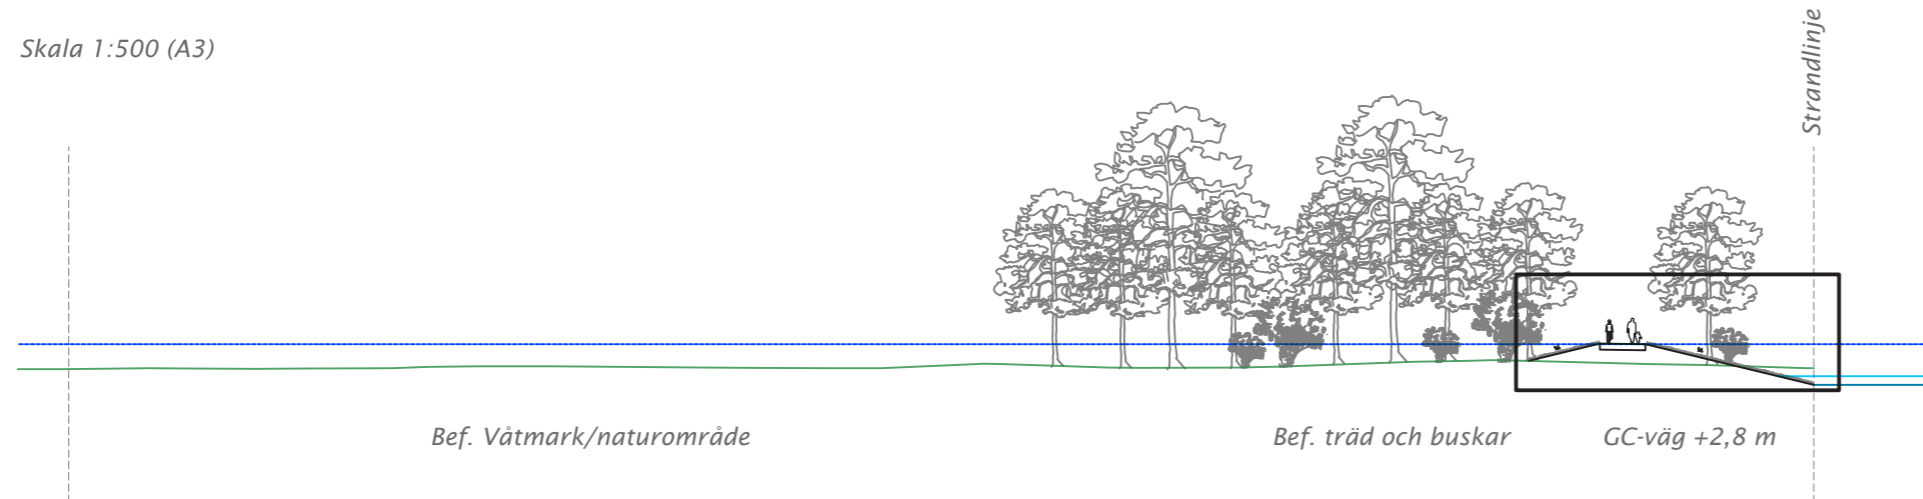 Skala 1:500 (A3)
Strandlinje
Bef. Våtmark/naturområde
Bef. träd och buskar
GC-väg +2,8 m